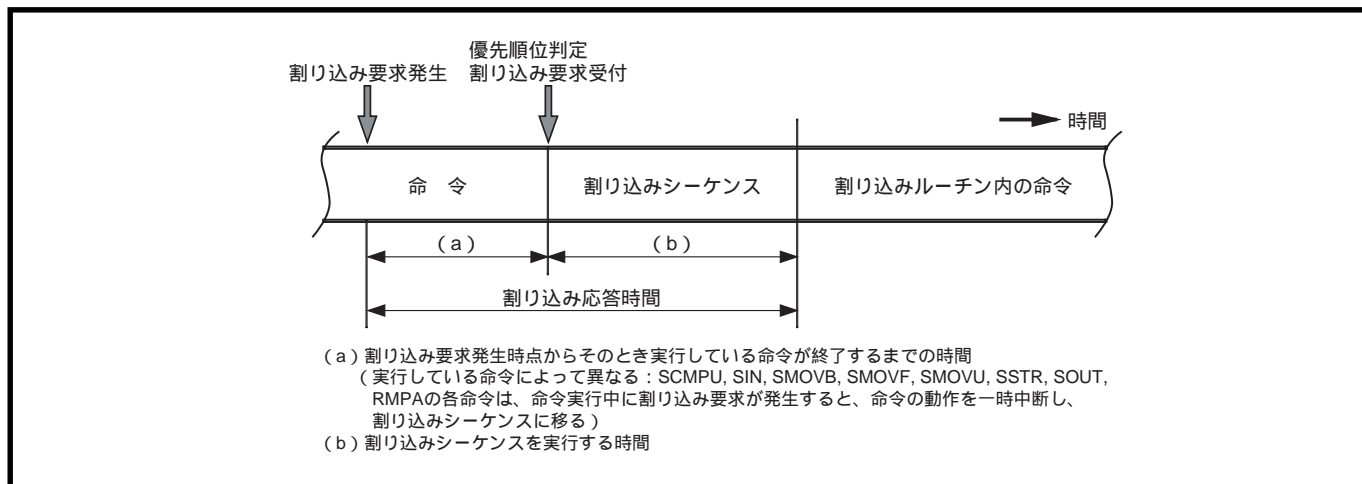 優先順位判定
割り込み要求発生 割り込み要求受付
時間
命 令 割り込みシーケンス 割り込みルーチン内の命令
(a) (b)
割り込み応答時間
(a)割り込み要求発生時点からそのとき実行している命令が終了するまでの時間
(実行している命令によって異なる:SCMPU, SIN, SMOVB, SMOVF, SMOVU, SSTR, SOUT,
RMPAの各命令は、命令実行中に割り込み要求が発生すると、命令の動作を一時中断し、
割り込みシーケンスに移る)
(b)割り込みシーケンスを実行する時間